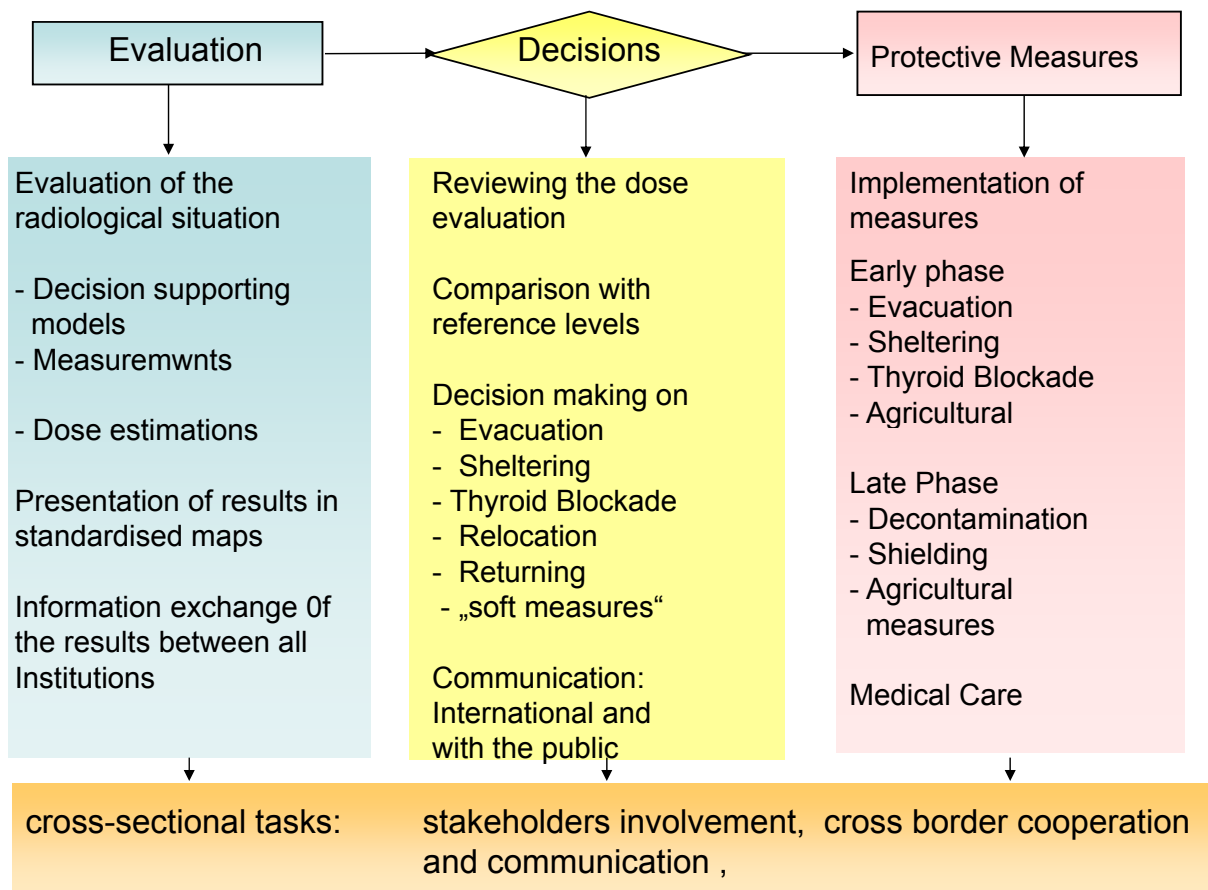 Evaluation
Decisions
Protective Measures
Evaluation of the
radiological situation
- Decision supporting
models
- Measuremwnts
- Dose estimations
Presentation of results in
standardised maps
Information exchange 0f
the results between all
Institutions
Reviewing the dose
evaluation
Comparison with
reference levels
Decision making on
- Evacuation
- Sheltering
- Thyroid Blockade
- Relocation
- Returning
- „soft measures“
Communication:
International and
with the public
Implementation of
measures
Early phase
- Evacuation
- Sheltering
- Thyroid Blockade
- Agricultural
Late Phase
- Decontamination
- Shielding
- Agricultural
measures
Medical Care
cross-sectional tasks: stakeholders involvement, cross border cooperation
and communication ,